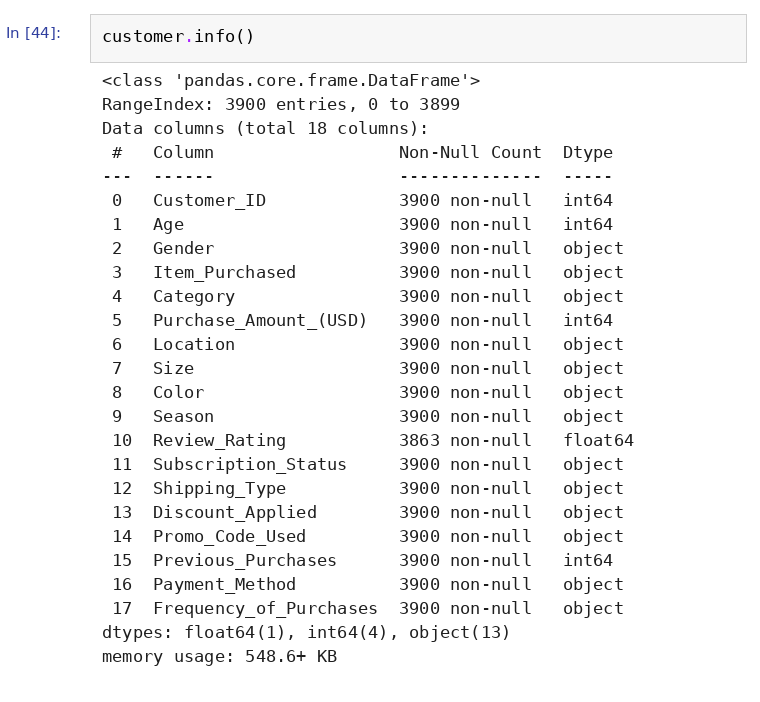 In [44]: customer.info()
<class 'pandas.core.frame.DataFrame'>
RangeIndex: 3900 entries, 0 to 3899
Data columns (total 18 columns):
 #   Column                  Non-Null Count  Dtype
---  ------                  --------------  -----
 0   Customer_ID             3900 non-null   int64
 1   Age                     3900 non-null   int64
 2   Gender                  3900 non-null   object
 3   Item_Purchased          3900 non-null   object
 4   Category                3900 non-null   object
 5   Purchase_Amount_(USD)   3900 non-null   int64
 6   Location                3900 non-null   object
 7   Size                    3900 non-null   object
 8   Color                   3900 non-null   object
 9   Season                  3900 non-null   object
 10  Review_Rating           3863 non-null   float64
 11  Subscription_Status     3900 non-null   object
 12  Shipping_Type           3900 non-null   object
 13  Discount_Applied        3900 non-null   object
 14  Promo_Code_Used         3900 non-null   object
 15  Previous_Purchases      3900 non-null   int64
 16  Payment_Method          3900 non-null   object
 17  Frequency_of_Purchases  3900 non-null   object
dtypes: float64(1), int64(4), object(13)
memory usage: 548.6+ KB